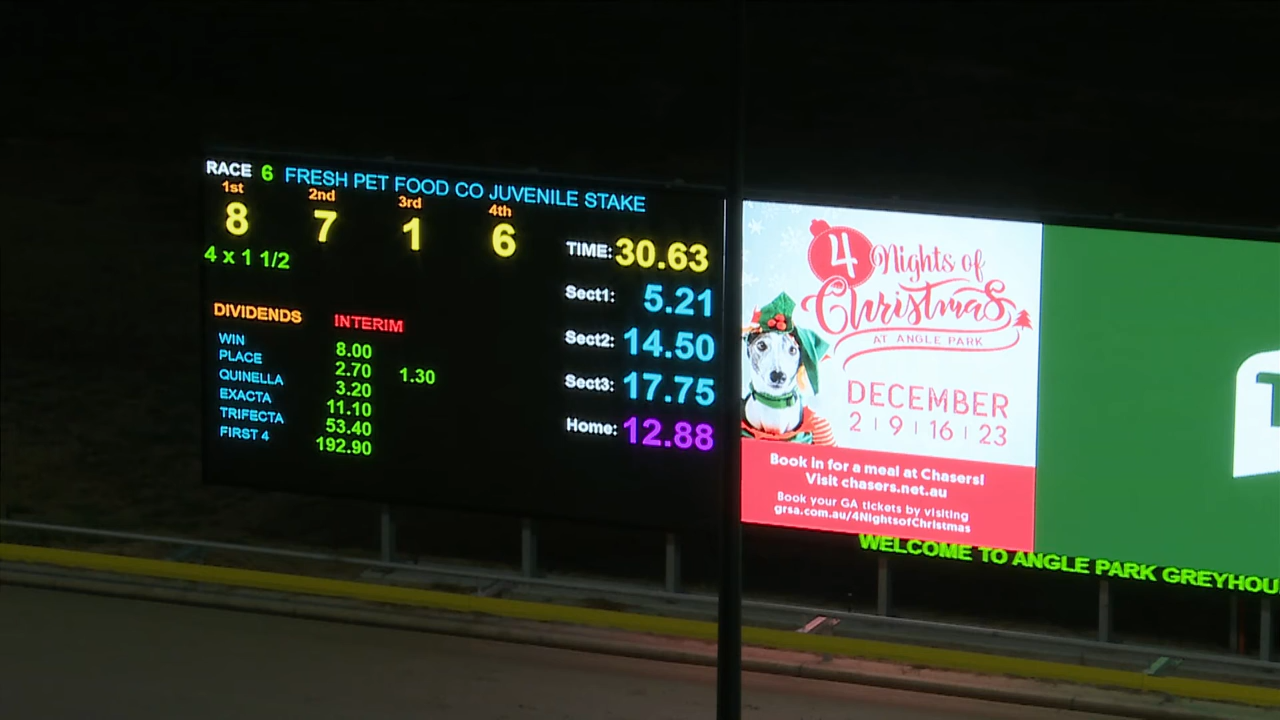 RACE 6 FRESH PET FOOD CO JUVENILE STAKE
1st 2nd 3rd 4th
8 7 1 6
4 x 1 1/2
TIME: 30.63
Sect1: 5.21
Sect2: 14.50
Sect3: 17.75
Home: 12.88
DIVIDENDS INTERIM
WIN 8.00
PLACE 2.70 1.30
QUINELLA 3.20
EXACTA 11.10
TRIFECTA 53.40
FIRST 4 192.90
4 Nights of
Christmas
AT ANGLE PARK
DECEMBER
2 | 9 | 16 | 23
Book in for a meal at Chasers!
Visit chasers.net.au
Book your GA tickets by visiting
grsa.com.au/4NightsofChristmas
WELCOME TO ANGLE PARK GREYHOU